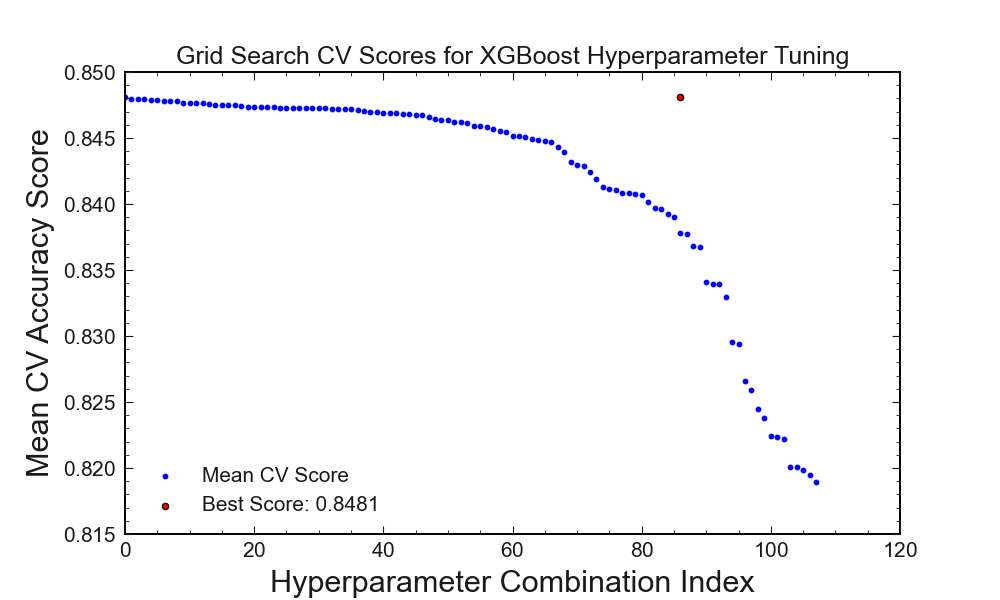 Grid Search CV Scores for XGBoost Hyperparameter Tuning
0.850
0.845
0.840
0.835
0.830
0.825
0.820
0.815
Mean CV Accuracy Score
Mean CV Score
Best Score: 0.8481
0 20 40 60 80 100 120
Hyperparameter Combination Index